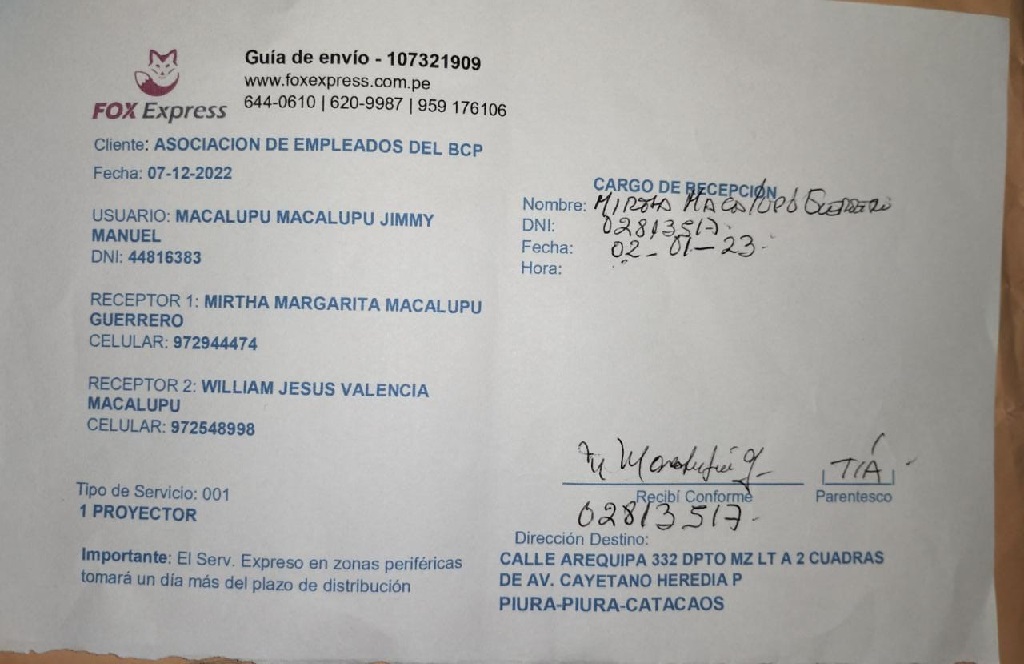 Guía de envío - 107321909
www.foxexpress.com.pe
644-0610 | 620-9987 | 959 176106
FOX Express
Cliente: ASOCIACION DE EMPLEADOS DEL BCP
Fecha: 07-12-2022
USUARIO: MACALUPU MACALUPU JIMMY
MANUEL
DNI: 44816383
RECEPTOR 1: MIRTHA MARGARITA MACALUPU
GUERRERO
CELULAR: 972944474
RECEPTOR 2: WILLIAM JESUS VALENCIA
MACALUPU
CELULAR: 972548998
Tipo de Servicio: 001
1 PROYECTOR
Importante: El Serv. Expreso en zonas periféricas
tomará un día más del plazo de distribución
CARGO DE RECEPCIÓN
Nombre: MIRTHA MACALUPÚ GUERRERO
DNI: 02813517.
Fecha: 02-01-23.
Hora:
TIÁ
Recibí Conforme Parentesco
02813517.
Dirección Destino:
CALLE AREQUIPA 332 DPTO MZ LT A 2 CUADRAS
DE AV. CAYETANO HEREDIA P
PIURA-PIURA-CATACAOS